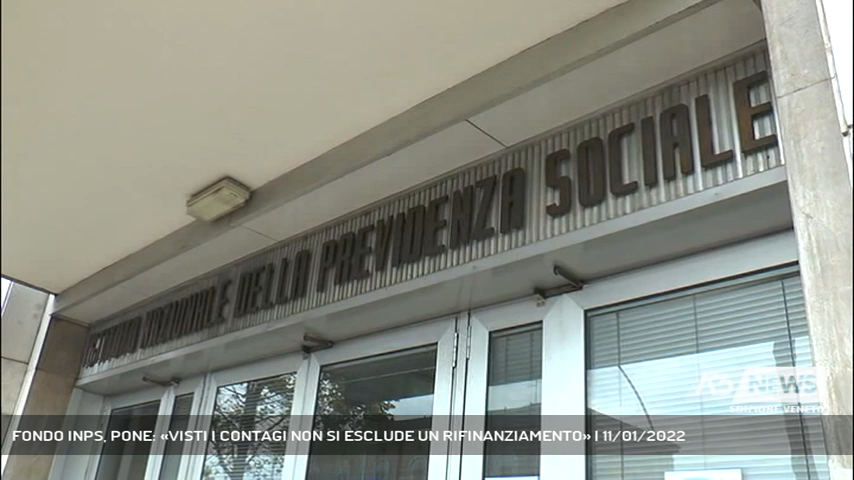 ISTITUTO NAZIONALE DELLA PREVIDENZA SOCIALE
NEWS
FONDO INPS, PONE: «VISTI I CONTAGI NON SI ESCLUDE UN RIFINANZIAMENTO» | 11/01/2022